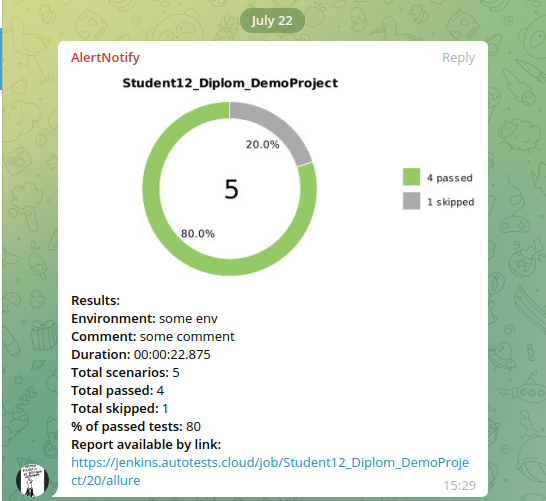 July 22
AlertNotify
Reply
Student12_Diplom_DemoProject
20.0%
4 passed
5
1 skipped
80.0%
Results:
Environment: some env
Comment: some comment
Duration: 00:00:22.875
Total scenarios: 5
Total passed: 4
Total skipped: 1
% of passed tests: 80
Report available by link:
https://jenkins.autotests.cloud/job/Student12_Diplom_DemoProje
ct/20/allure
15:29